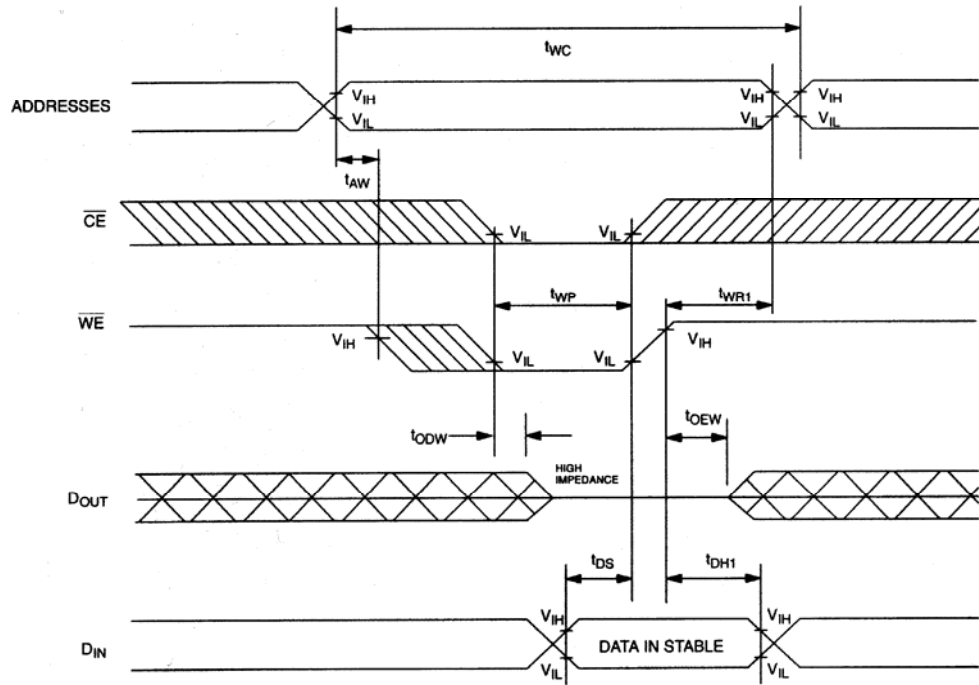 tWC
ADDRESSES
VIH VIH VIH
VIL VIL VIL
tAW
CE
VIL VIL
tWP tWR1
WE
VIH VIH
VIL VIL
tODW tOEW
HIGH
IMPEDANCE
DOUT
tDS tDH1
VIH VIH
DIN DATA IN STABLE
VIL VIL